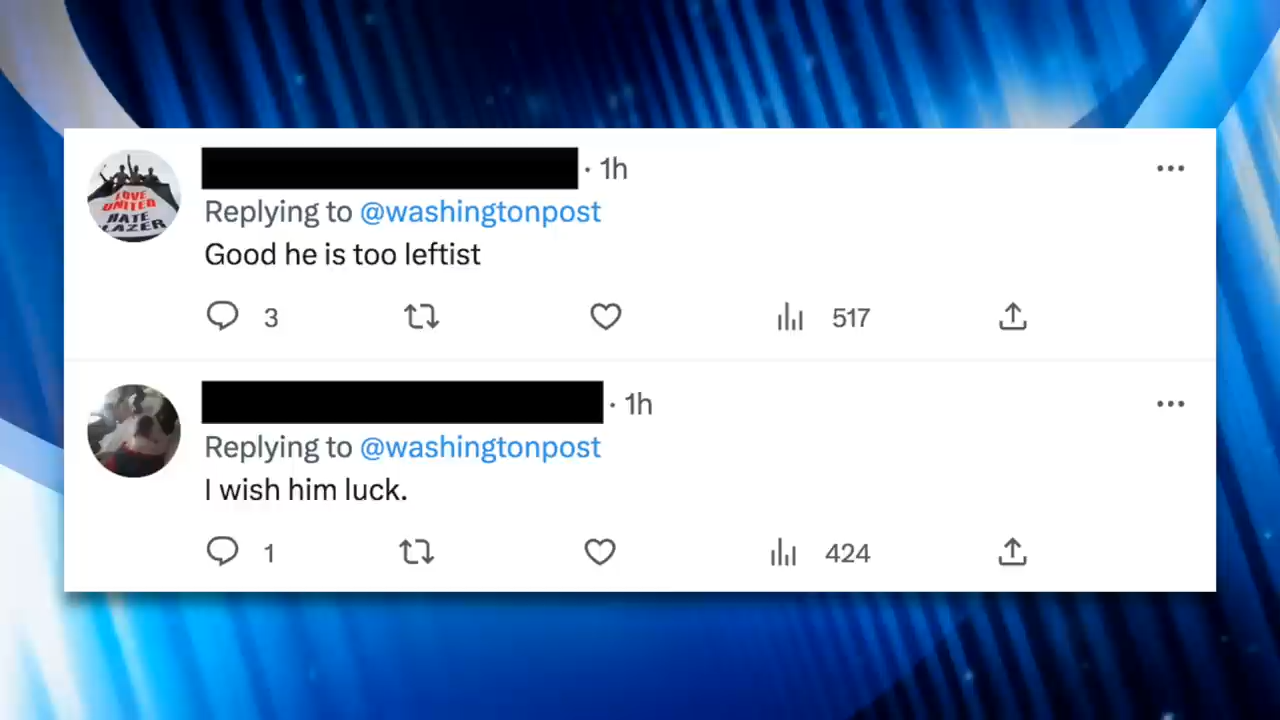 LOVE
UNITED
HATE
LAZER
· 1h
Replying to @washingtonpost
Good he is too leftist
3
517
· 1h
Replying to @washingtonpost
I wish him luck.
1
424